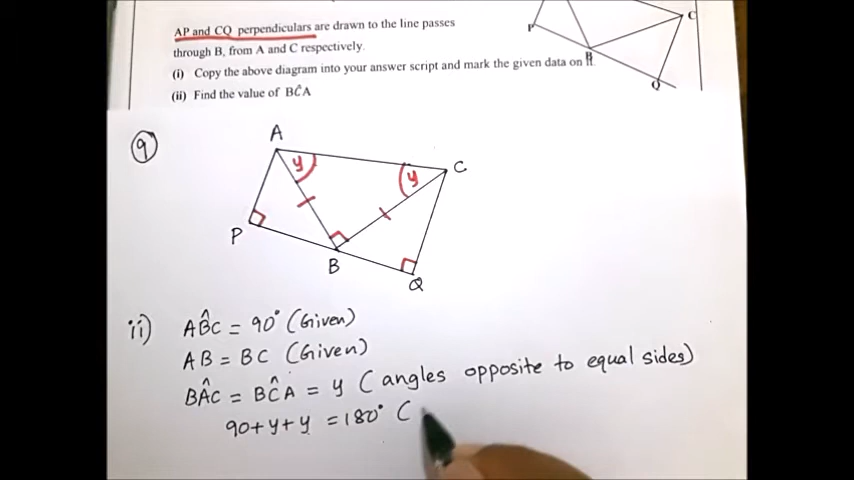 P
C
B
Q
AP and CQ perpendiculars are drawn to the line passes
through B, from A and C respectively.
(i) Copy the above diagram into your answer script and mark the given data on it.
(ii) Find the value of BĈA
9
A
y
y
C
P
B
Q
ii) AB̂C = 90° (Given)
AB = BC (Given)
BÂC = BĈA = y (angles opposite to equal sides)
90+y+y = 180° (